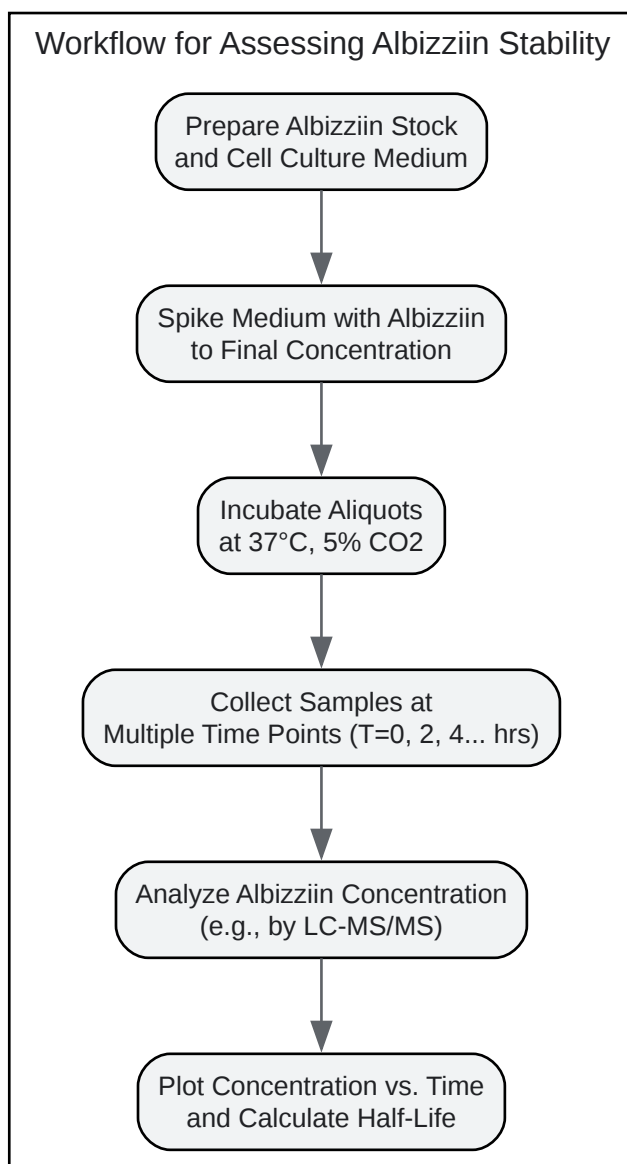 Workflow for Assessing Albizziin Stability
Prepare Albizziin Stock
and Cell Culture Medium
Spike Medium with Albizziin
to Final Concentration
Incubate Aliquots
at 37°C, 5% CO2
Collect Samples at
Multiple Time Points (T=0, 2, 4... hrs)
Analyze Albizziin Concentration
(e.g., by LC-MS/MS)
Plot Concentration vs. Time
and Calculate Half-Life